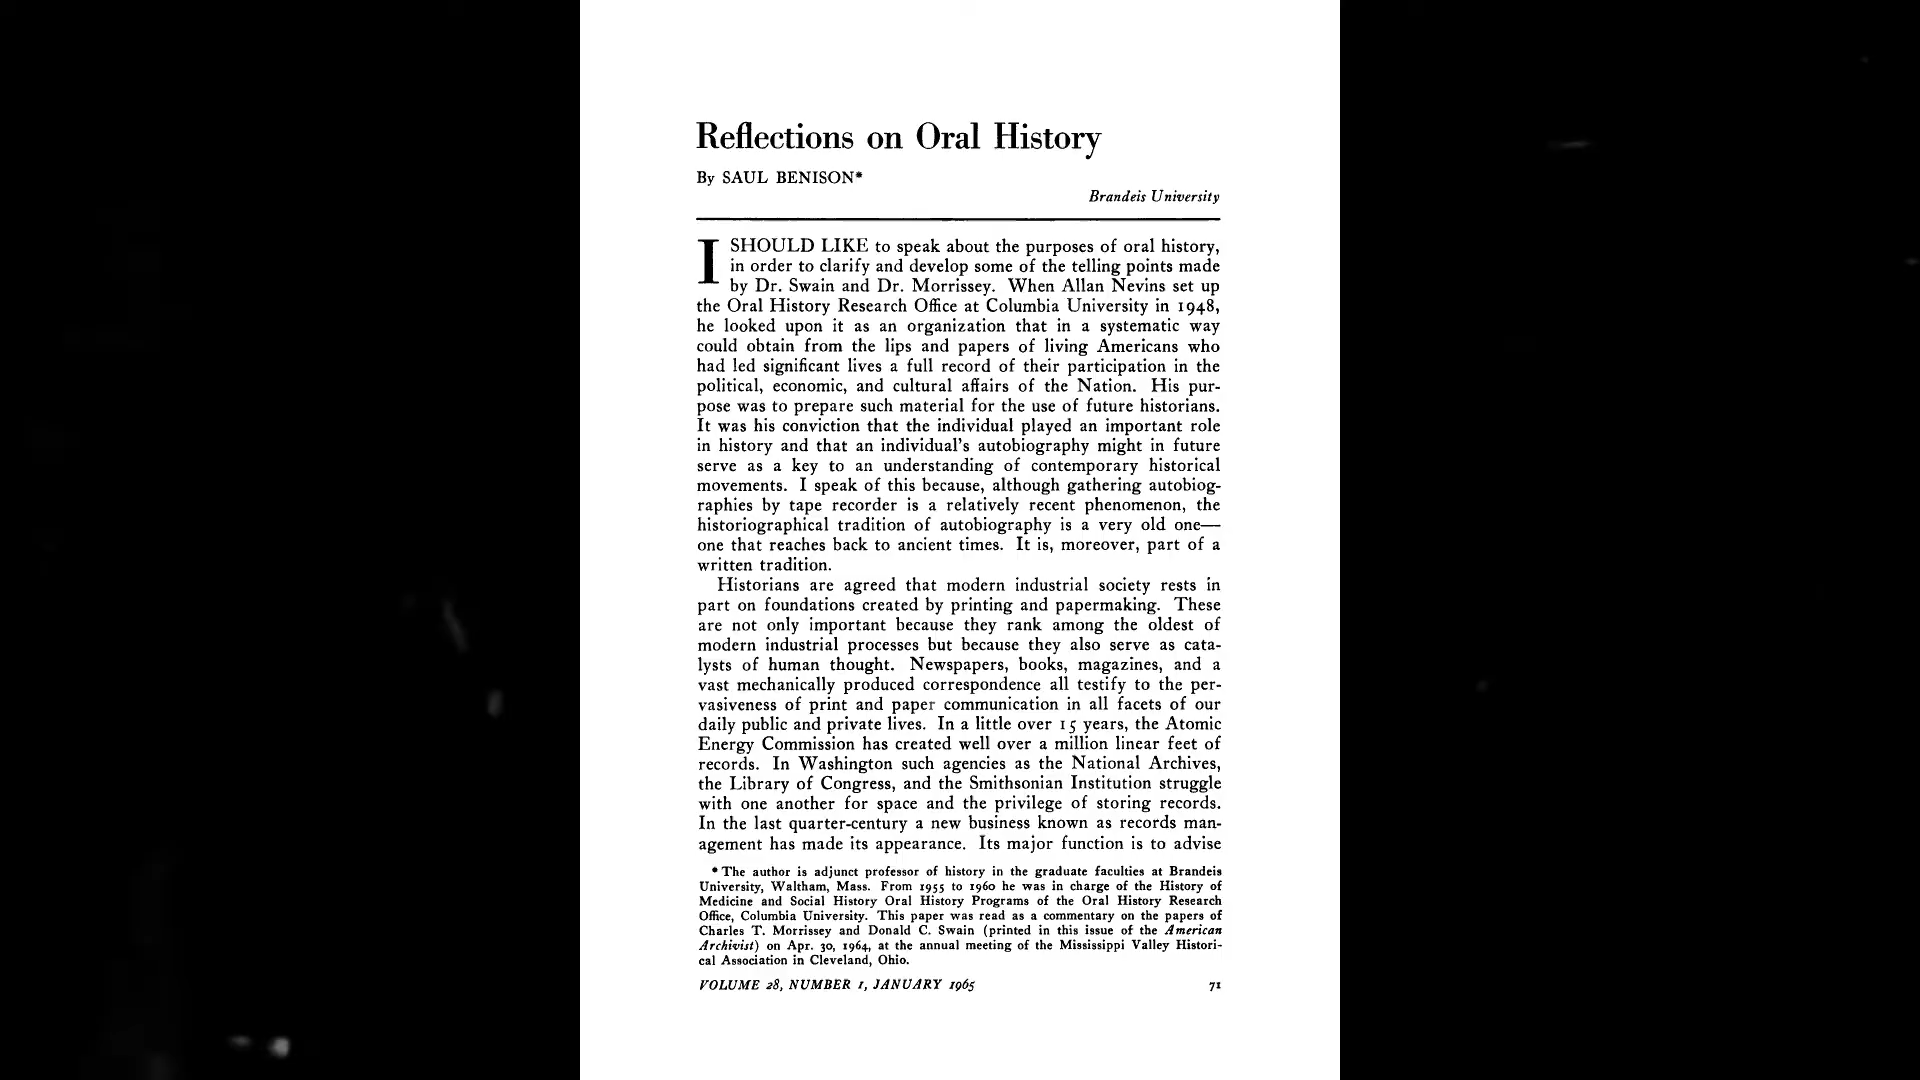 Reflections on Oral History
By SAUL BENISON*
Brandeis University
I SHOULD LIKE to speak about the purposes of oral history,
in order to clarify and develop some of the telling points made
by Dr. Swain and Dr. Morrissey. When Allan Nevins set up
the Oral History Research Office at Columbia University in 1948,
he looked upon it as an organization that in a systematic way
could obtain from the lips and papers of living Americans who
had led significant lives a full record of their participation in the
political, economic, and cultural affairs of the Nation. His pur-
pose was to prepare such material for the use of future historians.
It was his conviction that the individual played an important role
in history and that an individual's autobiography might in future
serve as a key to an understanding of contemporary historical
movements. I speak of this because, although gathering autobiog-
raphies by tape recorder is a relatively recent phenomenon, the
historiographical tradition of autobiography is a very old one—
one that reaches back to ancient times. It is, moreover, part of a
written tradition.
Historians are agreed that modern industrial society rests in
part on foundations created by printing and papermaking. These
are not only important because they rank among the oldest of
modern industrial processes but because they also serve as cata-
lysts of human thought. Newspapers, books, magazines, and a
vast mechanically produced correspondence all testify to the per-
vasiveness of print and paper communication in all facets of our
daily public and private lives. In a little over 15 years, the Atomic
Energy Commission has created well over a million linear feet of
records. In Washington such agencies as the National Archives,
the Library of Congress, and the Smithsonian Institution struggle
with one another for space and the privilege of storing records.
In the last quarter-century a new business known as records man-
agement has made its appearance. Its major function is to advise
* The author is adjunct professor of history in the graduate faculties at Brandeis
University, Waltham, Mass. From 1955 to 1960 he was in charge of the History of
Medicine and Social History Oral History Programs of the Oral History Research
Office, Columbia University. This paper was read as a commentary on the papers of
Charles T. Morrissey and Donald C. Swain (printed in this issue of the American
Archivist) on Apr. 30, 1964, at the annual meeting of the Mississippi Valley Histori-
cal Association in Cleveland, Ohio.
VOLUME 28, NUMBER 1, JANUARY 1965 71